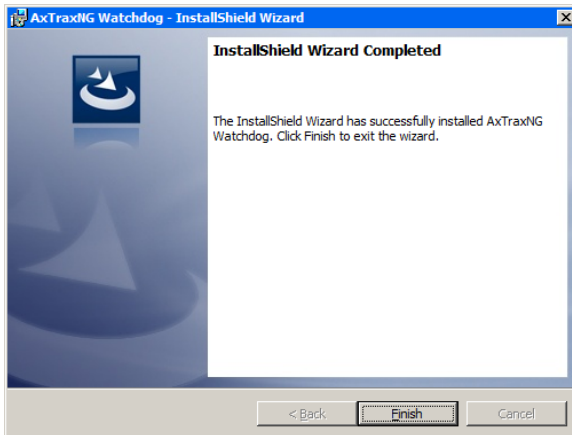 AxTraxNG Watchdog - InstallShield Wizard
InstallShield Wizard Completed
The InstallShield Wizard has successfully installed AxTraxNG
Watchdog. Click Finish to exit the wizard.
< Back Finish Cancel